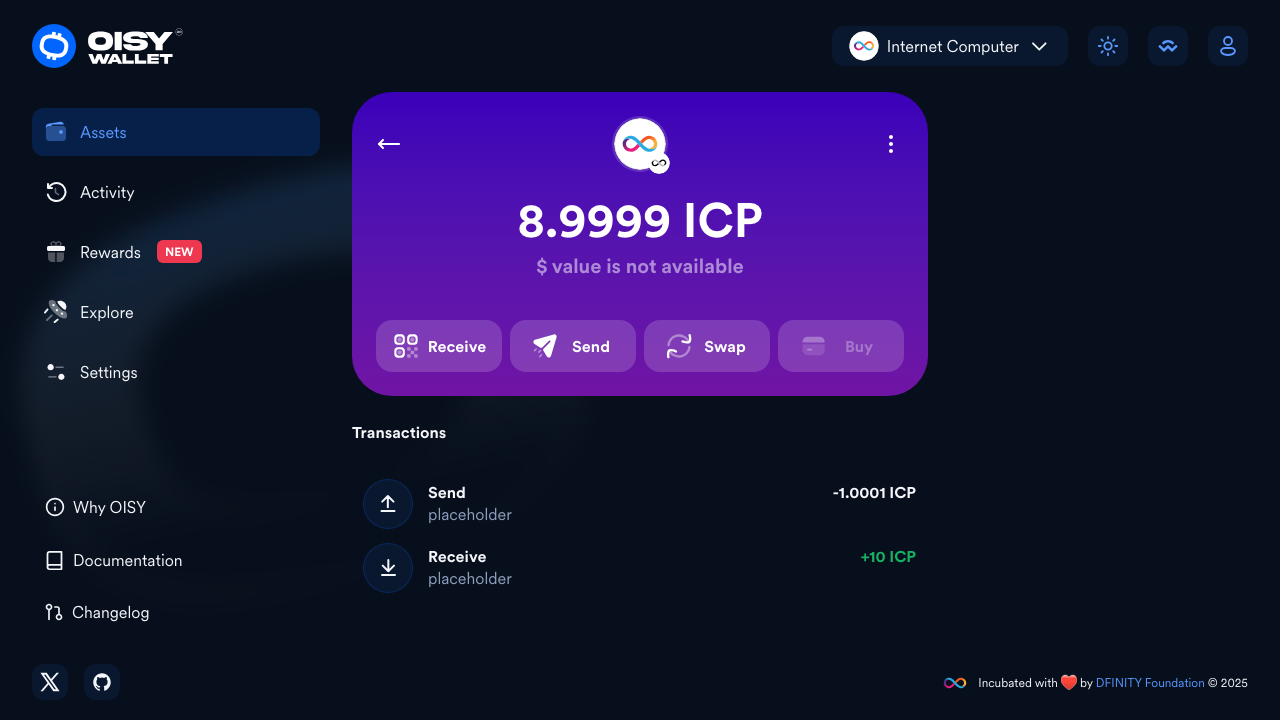 OISY
WALLET
Internet Computer
Assets
Activity
Rewards NEW
Explore
Settings
Why OISY
Documentation
Changelog
8.9999 ICP
$ value is not available
Receive
Send
Swap
Buy
Transactions
Send
-1.0001 ICP
placeholder
Receive
+10 ICP
placeholder
Incubated with ❤️ by DFINITY Foundation © 2025